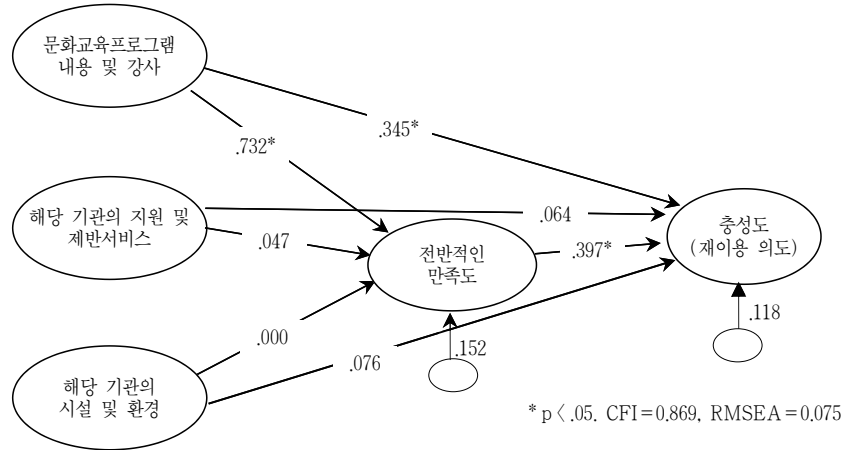 문화교육프로그램
내용 및 강사
.345*
.732*
해당 기관의 지원 및
제반서비스
.064
.047
전반적인
만족도
.397*
충성도
(재이용 의도)
.000
.076
.152
.118
해당 기관의
시설 및 환경
* p < .05. CFI=0.869, RMSEA=0.075